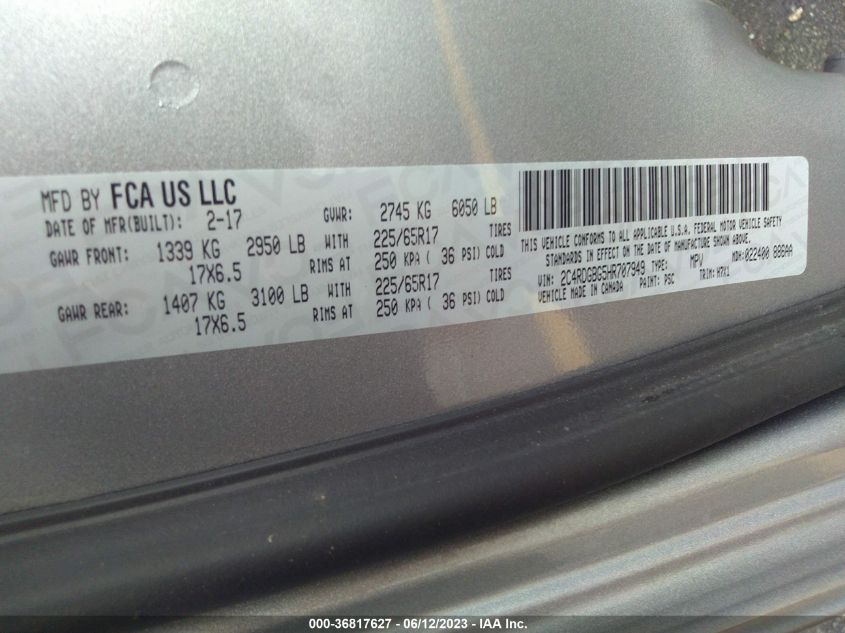 MFD BY FCA US LLC
DATE OF MFR(BUILT): 2-17 GVWR: 2745 KG 6050 LB
GAWR FRONT: 1339 KG 2950 LB WITH 225/65R17 TIRES
17X6.5 RIMS AT 250 KPA( 36 PSI) COLD
GAWR REAR: 1407 KG 3100 LB WITH 225/65R17 TIRES
17X6.5 RIMS AT 250 KPA( 36 PSI) COLD
THIS VEHICLE CONFORMS TO ALL APPLICABLE U.S.A. FEDERAL MOTOR VEHICLE SAFETY
STANDARDS IN EFFECT ON THE DATE OF MANUFACTURE SHOWN ABOVE.
VIN: 2C4RDGBG5HR707949 TYPE: MPV MDH:022400 888AA
VEHICLE MADE IN CANADA PAINT: PSC TRIM: H7X1
000-36817627 - 06/12/2023 - IAA Inc.